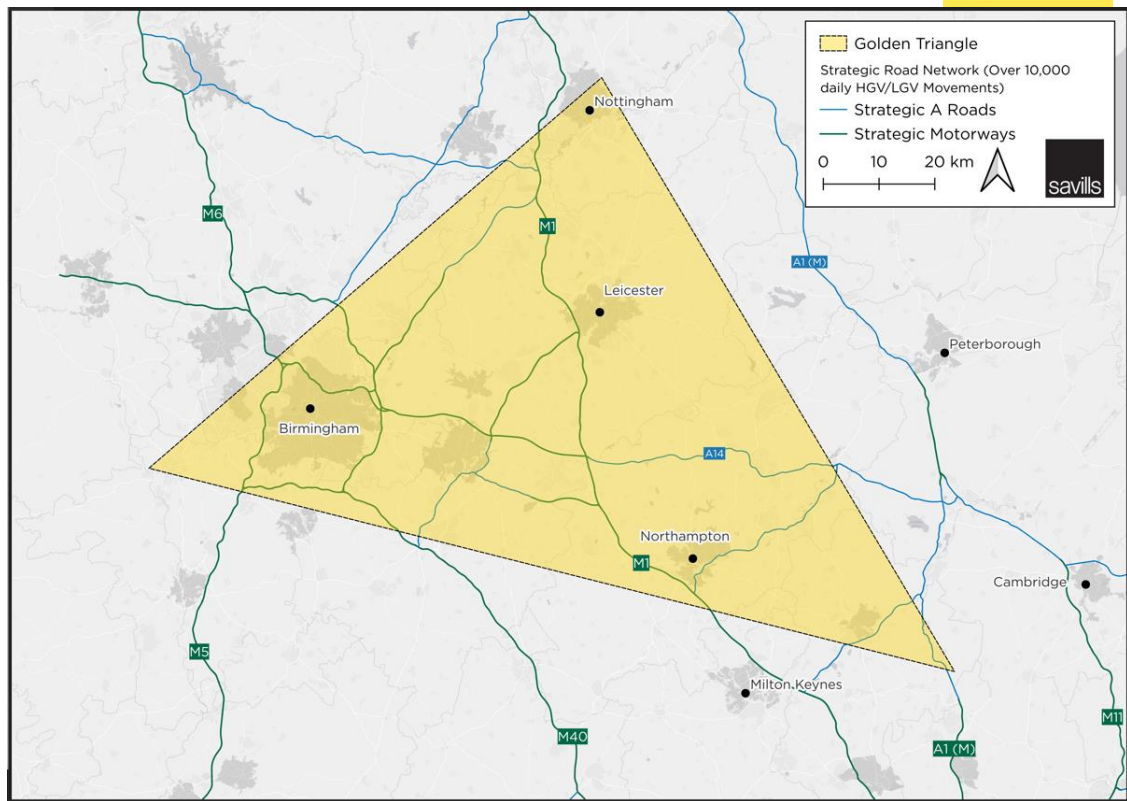 Golden Triangle
Strategic Road Network (Over 10,000
daily HGV/LGV Movements)
Strategic A Roads
Strategic Motorways
0 10 20 km
savills
Nottingham
M6
M1
A1 (M)
Leicester
Peterborough
Birmingham
A14
Northampton
M1
Cambridge
M5
Milton Keynes
M11
M40
A1 (M)